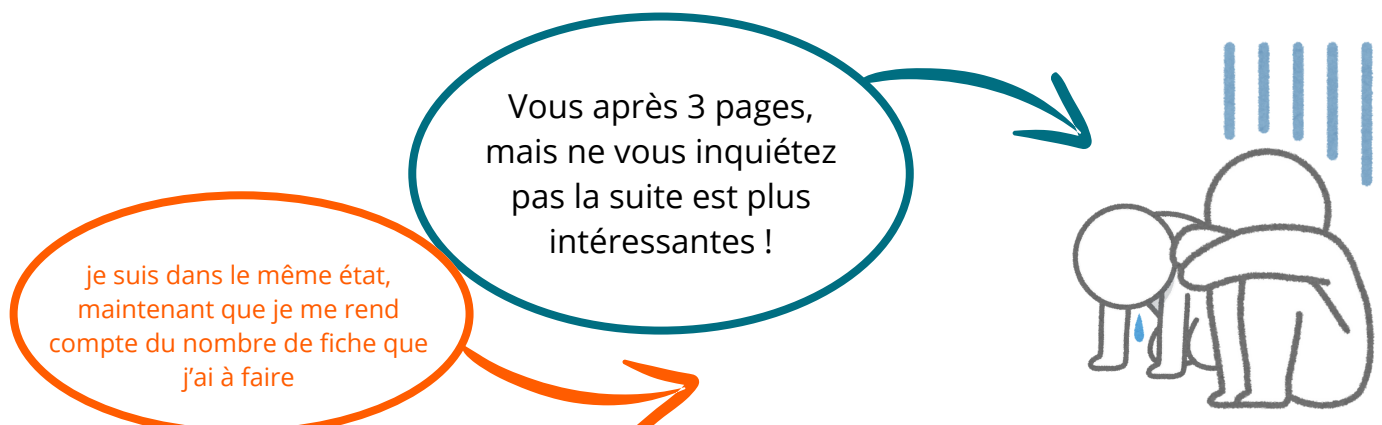 Vous après 3 pages,
mais ne vous inquiétez
pas la suite est plus
intéressantes !
je suis dans le même état,
maintenant que je me rend
compte du nombre de fiche que
j'ai à faire